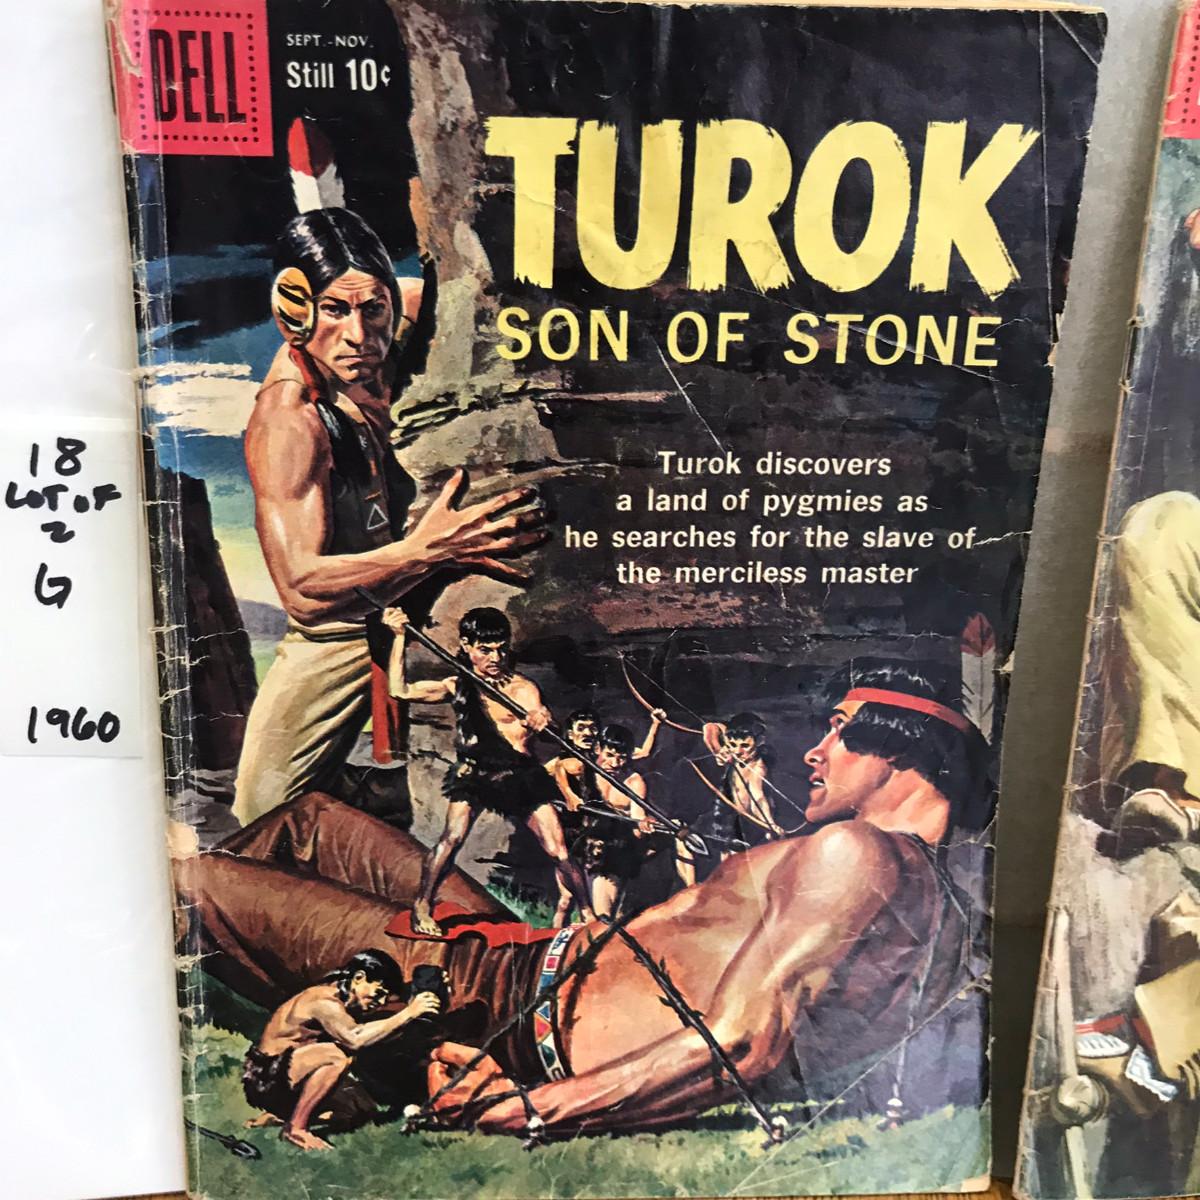 DELL
SEPT.-NOV.
Still 10¢
TUROK
SON OF STONE
Turok discovers
a land of pygmies as
he searches for the slave of
the merciless master
18
LOT OF
2
G
1960